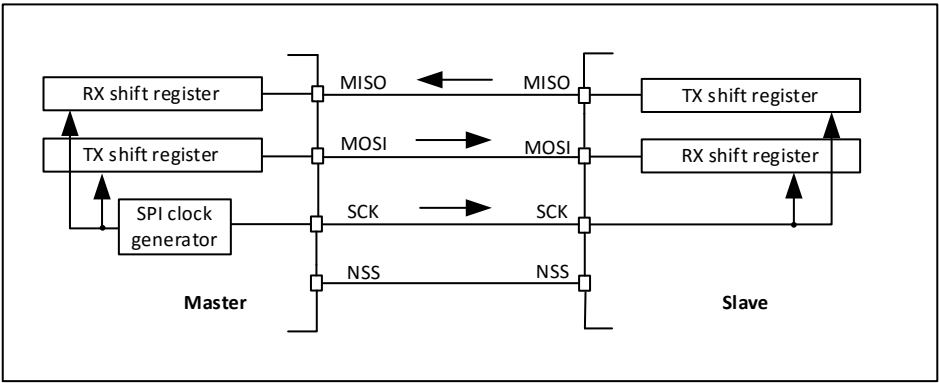 MISO MISO
RX shift register TX shift register
MOSI MOSI
TX shift register RX shift register
SCK SCK
SPI clock
generator
NSS NSS
Master Slave